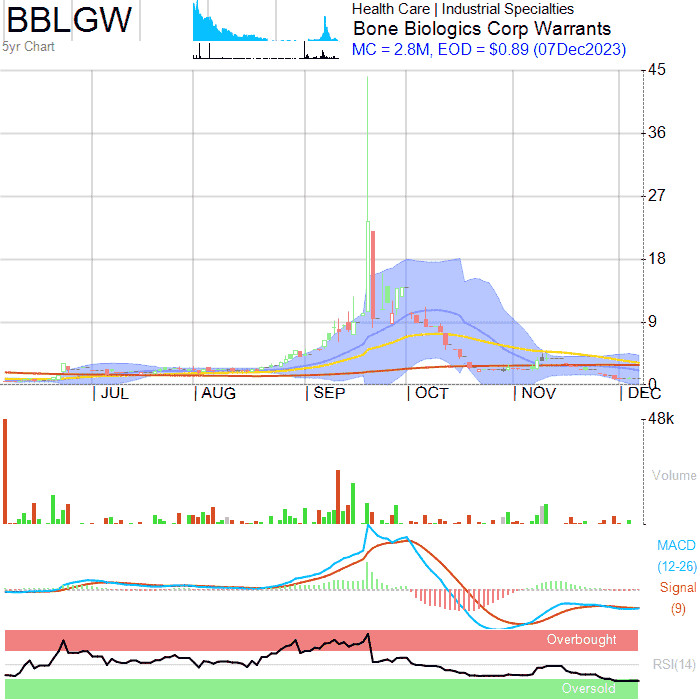 BBLGW
5yr Chart
Health Care | Industrial Specialties
Bone Biologics Corp Warrants
MC = 2.8M, EOD = $0.89 (07Dec2023)
45
36
27
18
9
0
JUL
AUG
SEP
OCT
NOV
DEC
48k
Volume
MACD
(12-26)
Signal
(9)
Overbought
RSI(14)
Oversold